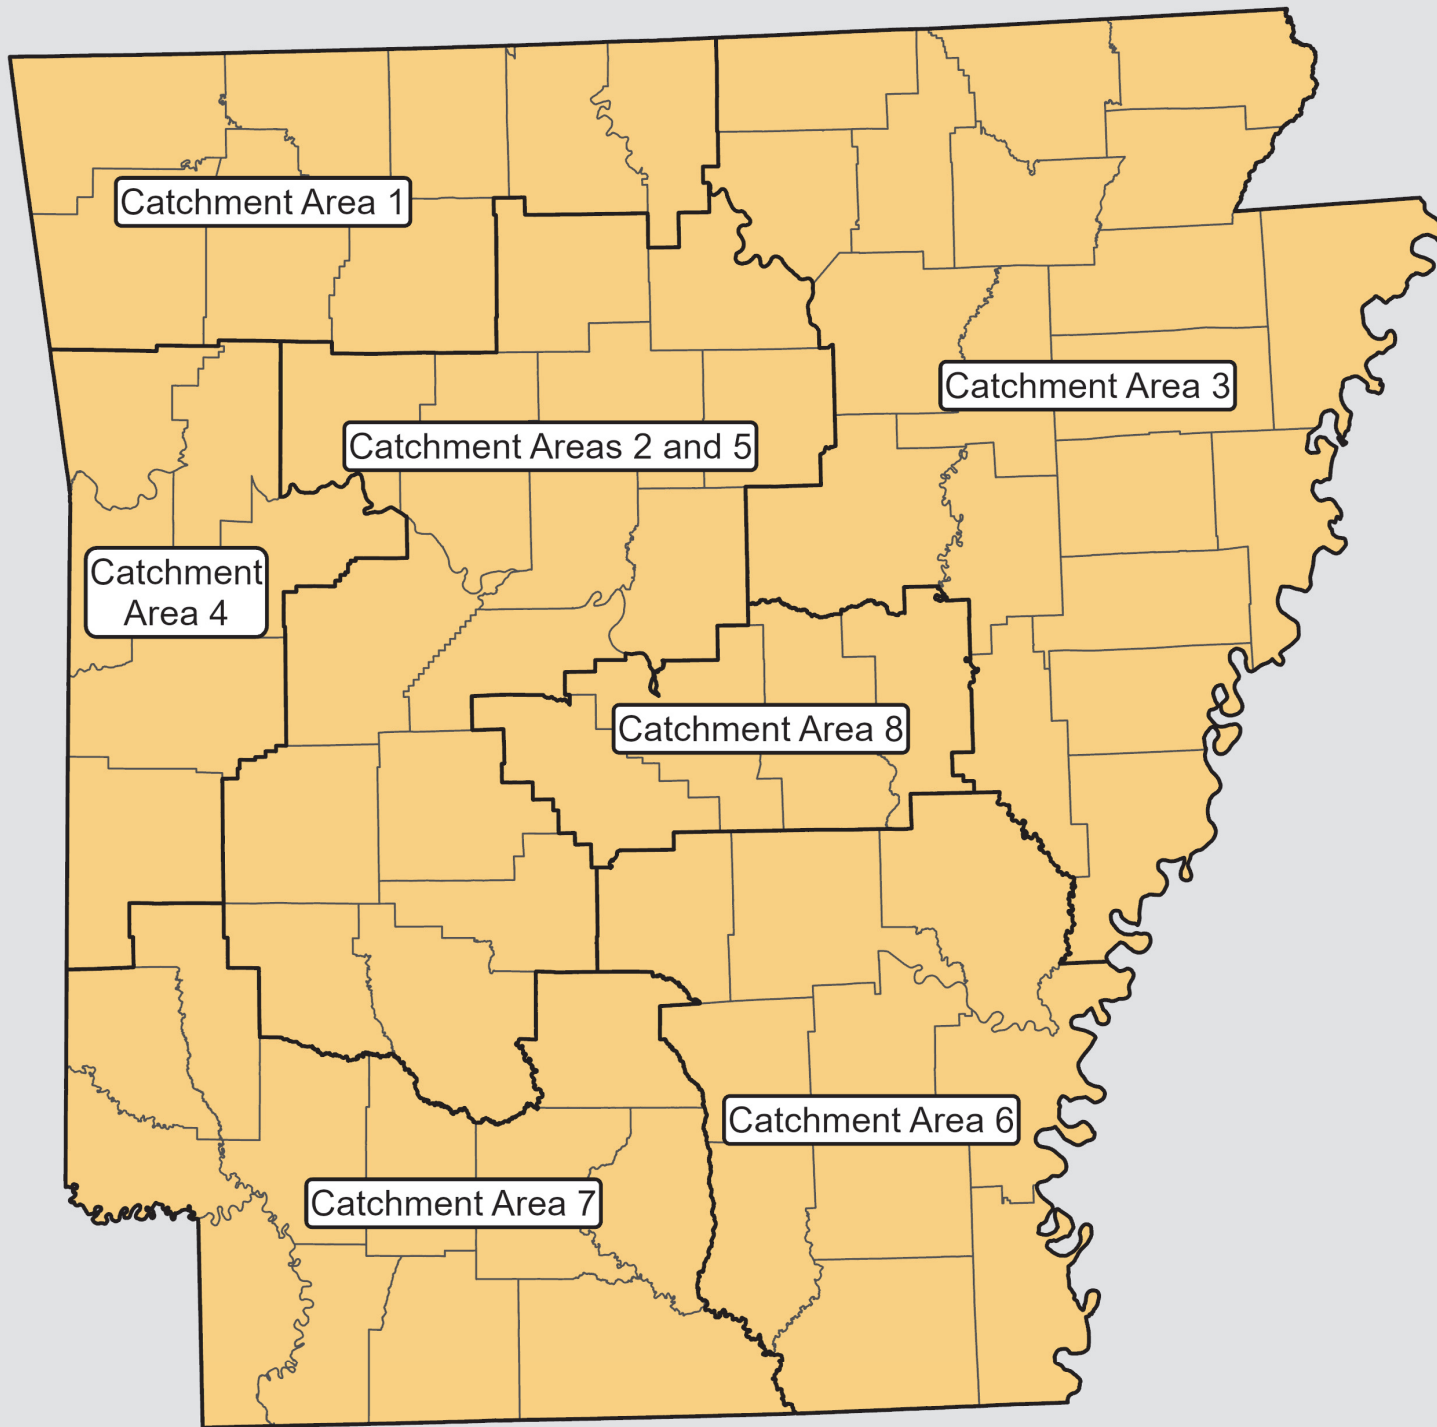 Catchment Area 1
Catchment Area 3
Catchment Areas 2 and 5
Catchment
Area 4
Catchment Area 8
Catchment Area 6
Catchment Area 7